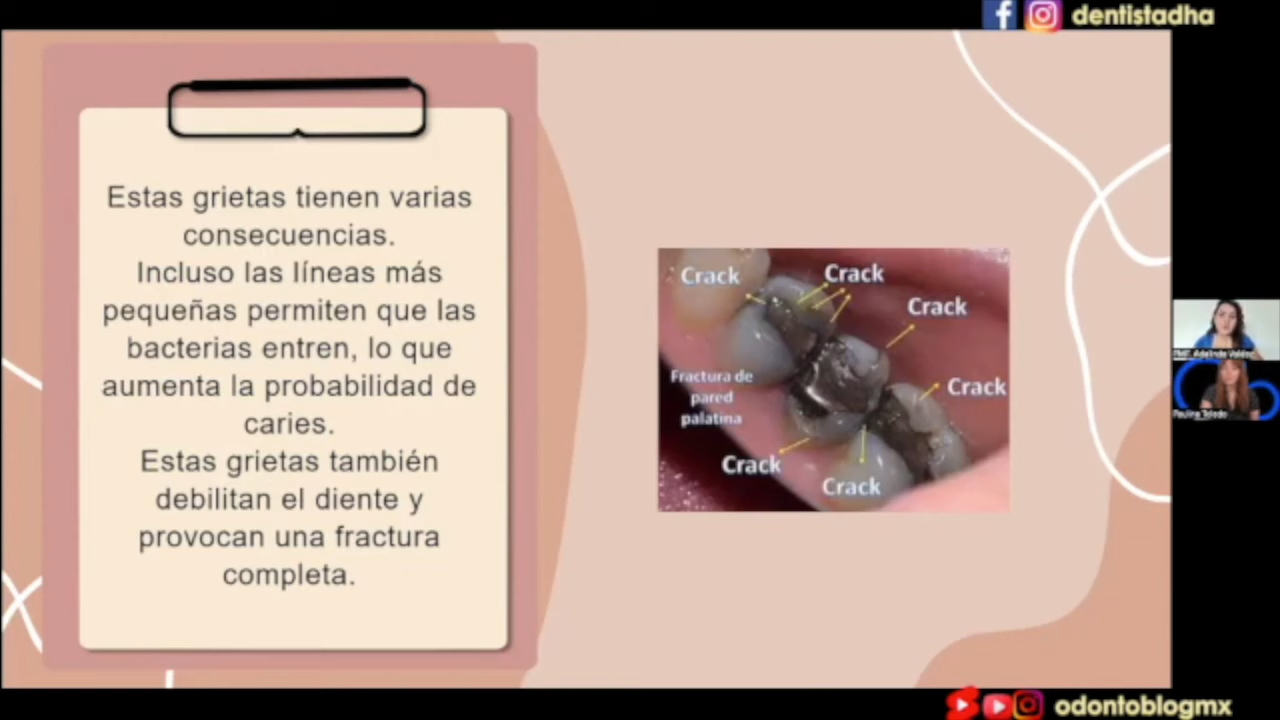 dentistadha
Estas grietas tienen varias
consecuencias.
Incluso las líneas más
pequeñas permiten que las
bacterias entren, lo que
aumenta la probabilidad de
caries.
Estas grietas también
debilitan el diente y
provocan una fractura
completa.
Crack
Crack
Crack
Fractura de
pared
palatina
Crack
Crack
Crack
Paulina Toledo
odontoblogmx